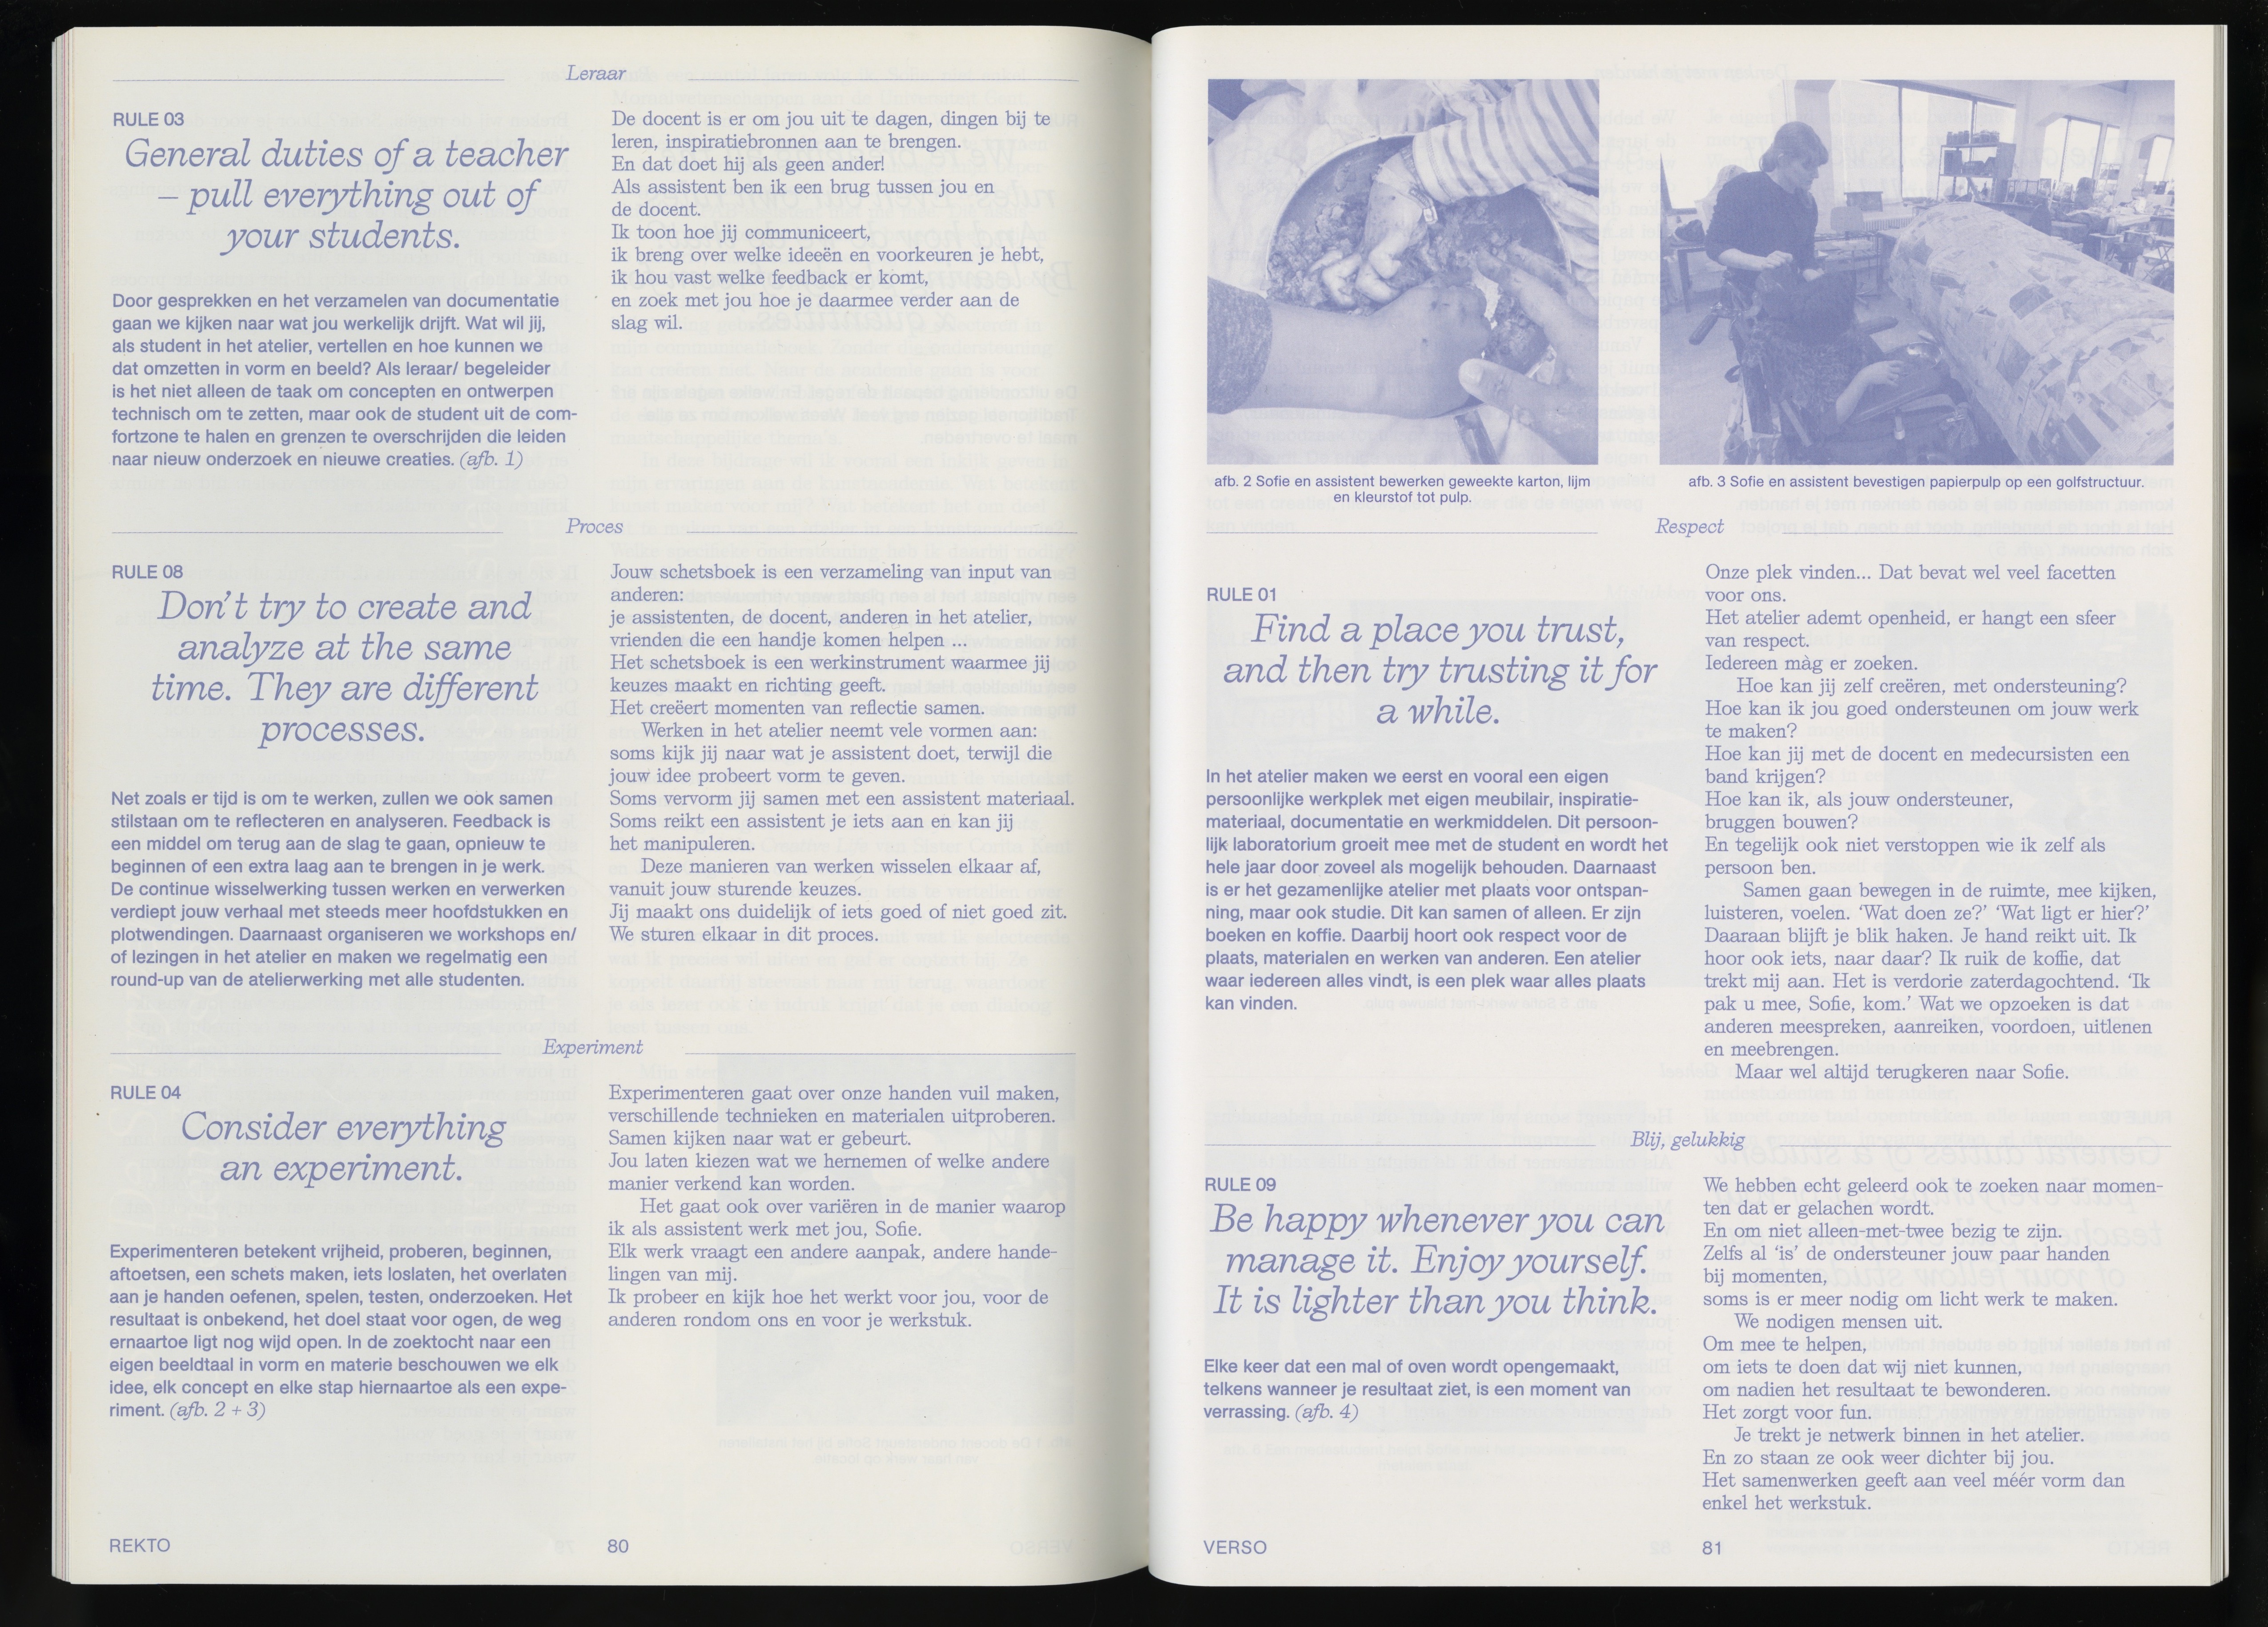 Leraar
RULE 03
General duties of a teacher
– pull everything out of
your students.
Door gesprekken en het verzamelen van documentatie
gaan we kijken naar wat jou werkelijk drijft. Wat wil jij,
als student in het atelier, vertellen en hoe kunnen we
dat omzetten in vorm en beeld? Als leraar/ begeleider
is het niet alleen de taak om concepten en ontwerpen
technisch om te zetten, maar ook de student uit de com-
fortzone te halen en grenzen te overschrijden die leiden
naar nieuw onderzoek en nieuwe creaties. (afb. 1)
De docent is er om jou uit te dagen, dingen bij te
leren, inspiratiebronnen aan te brengen.
En dat doet hij als geen ander!
Als assistent ben ik een brug tussen jou en
de docent.
Ik toon hoe jij communiceert,
ik breng over welke ideeën en voorkeuren je hebt,
ik hou vast welke feedback er komt,
en zoek met jou hoe je daarmee verder aan de
slag wil.
Proces
RULE 08
Don't try to create and
analyze at the same
time. They are different
processes.
Net zoals er tijd is om te werken, zullen we ook samen
stilstaan om te reflecteren en analyseren. Feedback is
een middel om terug aan de slag te gaan, opnieuw te
beginnen of een extra laag aan te brengen in je werk.
De continue wisselwerking tussen werken en verwerken
verdiept jouw verhaal met steeds meer hoofdstukken en
plotwendingen. Daarnaast organiseren we workshops en/
of lezingen in het atelier en maken we regelmatig een
round-up van de atelierwerking met alle studenten.
Jouw schetsboek is een verzameling van input van
anderen:
je assistenten, de docent, anderen in het atelier,
vrienden die een handje komen helpen ...
Het schetsboek is een werkinstrument waarmee jij
keuzes maakt en richting geeft.
Het creëert momenten van reflectie samen.
Werken in het atelier neemt vele vormen aan:
soms kijk jij naar wat je assistent doet, terwijl die
jouw idee probeert vorm te geven.
Soms vervorm jij samen met een assistent materiaal.
Soms reikt een assistent je iets aan en kan jij
het manipuleren.
Deze manieren van werken wisselen elkaar af,
vanuit jouw sturende keuzes.
Jij maakt ons duidelijk of iets goed of niet goed zit.
We sturen elkaar in dit proces.
Experiment
RULE 04
Consider everything
an experiment.
Experimenteren betekent vrijheid, proberen, beginnen,
aftoetsen, een schets maken, iets loslaten, het overlaten
aan je handen oefenen, spelen, testen, onderzoeken. Het
resultaat is onbekend, het doel staat voor ogen, de weg
ernaartoe ligt nog wijd open. In de zoektocht naar een
eigen beeldtaal in vorm en materie beschouwen we elk
idee, elk concept en elke stap hiernaartoe als een expe-
riment. (afb. 2 + 3)
Experimenteren gaat over onze handen vuil maken,
verschillende technieken en materialen uitproberen.
Samen kijken naar wat er gebeurt.
Jou laten kiezen wat we hernemen of welke andere
manier verkend kan worden.
Het gaat ook over variëren in de manier waarop
ik als assistent werk met jou, Sofie.
Elk werk vraagt een andere aanpak, andere hande-
lingen van mij.
Ik probeer en kijk hoe het werkt voor jou, voor de
anderen rondom ons en voor je werkstuk.
REKTO
80
afb. 2 Sofie en assistent bewerken geweekte karton, lijm
en kleurstof tot pulp.
afb. 3 Sofie en assistent bevestigen papierpulp op een golfstructuur.
Respect
RULE 01
Find a place you trust,
and then try trusting it for
a while.
In het atelier maken we eerst en vooral een eigen
persoonlijke werkplek met eigen meubilair, inspiratie-
materiaal, documentatie en werkmiddelen. Dit persoon-
lijk laboratorium groeit mee met de student en wordt het
hele jaar door zoveel als mogelijk behouden. Daarnaast
is er het gezamenlijke atelier met plaats voor ontspan-
ning, maar ook studie. Dit kan samen of alleen. Er zijn
boeken en koffie. Daarbij hoort ook respect voor de
plaats, materialen en werken van anderen. Een atelier
waar iedereen alles vindt, is een plek waar alles plaats
kan vinden.
Onze plek vinden... Dat bevat wel veel facetten
voor ons.
Het atelier ademt openheid, er hangt een sfeer
van respect.
Iedereen màg er zoeken.
Hoe kan jij zelf creëren, met ondersteuning?
Hoe kan ik jou goed ondersteunen om jouw werk
te maken?
Hoe kan jij met de docent en medecursisten een
band krijgen?
Hoe kan ik, als jouw ondersteuner,
bruggen bouwen?
En tegelijk ook niet verstoppen wie ik zelf als
persoon ben.
Samen gaan bewegen in de ruimte, mee kijken,
luisteren, voelen. ‘Wat doen ze?’ ‘Wat ligt er hier?’
Daaraan blijft je blik haken. Je hand reikt uit. Ik
hoor ook iets, naar daar? Ik ruik de koffie, dat
trekt mij aan. Het is verdorie zaterdagochtend. ‘Ik
pak u mee, Sofie, kom.’ Wat we opzoeken is dat
anderen meespreken, aanreiken, voordoen, uitlenen
en meebrengen.
Maar wel altijd terugkeren naar Sofie.
Blij, gelukkig
RULE 09
Be happy whenever you can
manage it. Enjoy yourself.
It is lighter than you think.
Elke keer dat een mal of oven wordt opengemaakt,
telkens wanneer je resultaat ziet, is een moment van
verrassing. (afb. 4)
We hebben echt geleerd ook te zoeken naar momen-
ten dat er gelachen wordt.
En om niet alleen-met-twee bezig te zijn.
Zelfs al ‘is’ de ondersteuner jouw paar handen
bij momenten,
soms is er meer nodig om licht werk te maken.
We nodigen mensen uit.
Om mee te helpen,
om iets te doen dat wij niet kunnen,
om nadien het resultaat te bewonderen.
Het zorgt voor fun.
Je trekt je netwerk binnen in het atelier.
En zo staan ze ook weer dichter bij jou.
Het samenwerken geeft aan veel méér vorm dan
enkel het werkstuk.
VERSO
81